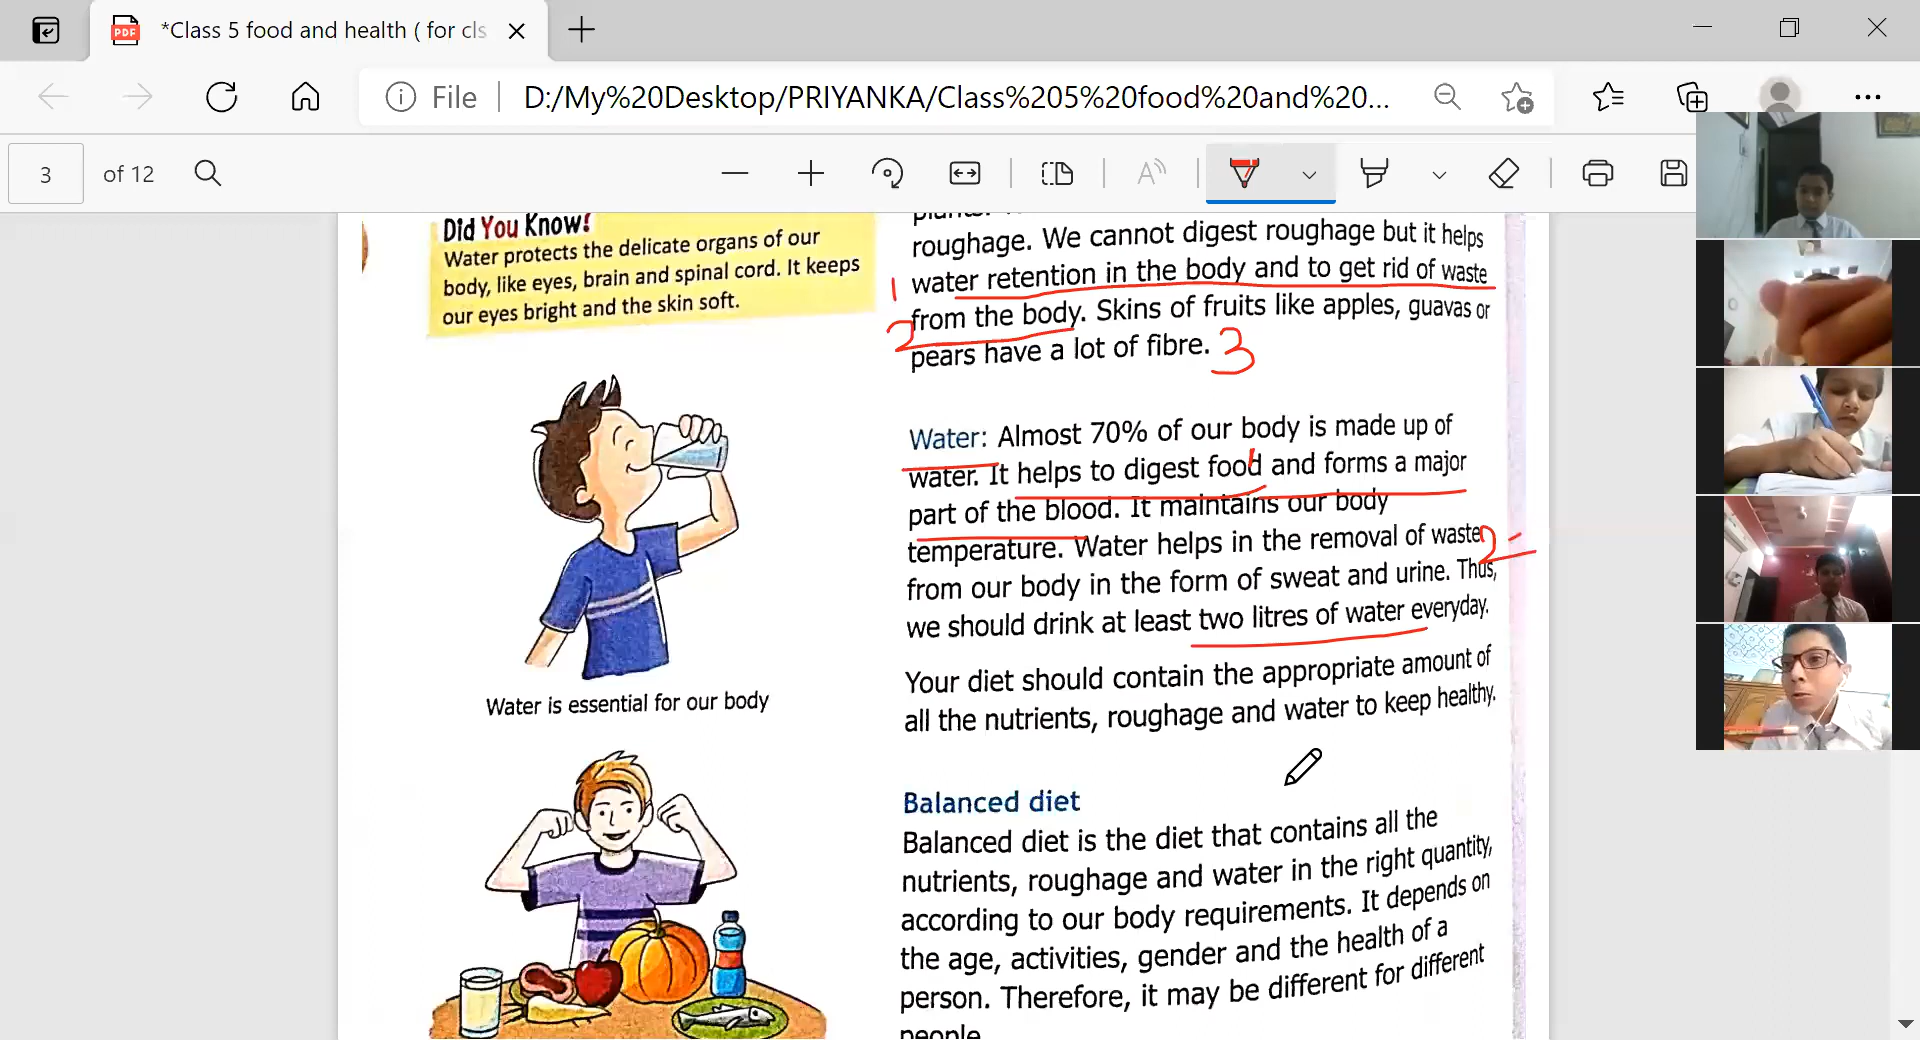 *Class 5 food and health ( for cls
File
D:/My%20Desktop/PRIYANKA/Class%205%20food%20and%20...
3 of 12
Did You Know?
Water protects the delicate organs of our
body, like eyes, brain and spinal cord. It keeps
our eyes bright and the skin soft.
Water is essential for our body
plants.
roughage. We cannot digest roughage but it helps
1 water retention in the body and to get rid of waste
2 from the body. Skins of fruits like apples, guavas or
pears have a lot of fibre. 3
Water: Almost 70% of our body is made up of
water. It helps to digest food and forms a major
part of the blood. It maintains our body
temperature. Water helps in the removal of waste 2
from our body in the form of sweat and urine. Thus,
we should drink at least two litres of water everyday.
Your diet should contain the appropriate amount of
all the nutrients, roughage and water to keep healthy.
Balanced diet
Balanced diet is the diet that contains all the
nutrients, roughage and water in the right quantity,
according to our body requirements. It depends on
the age, activities, gender and the health of a
person. Therefore, it may be different for different
people